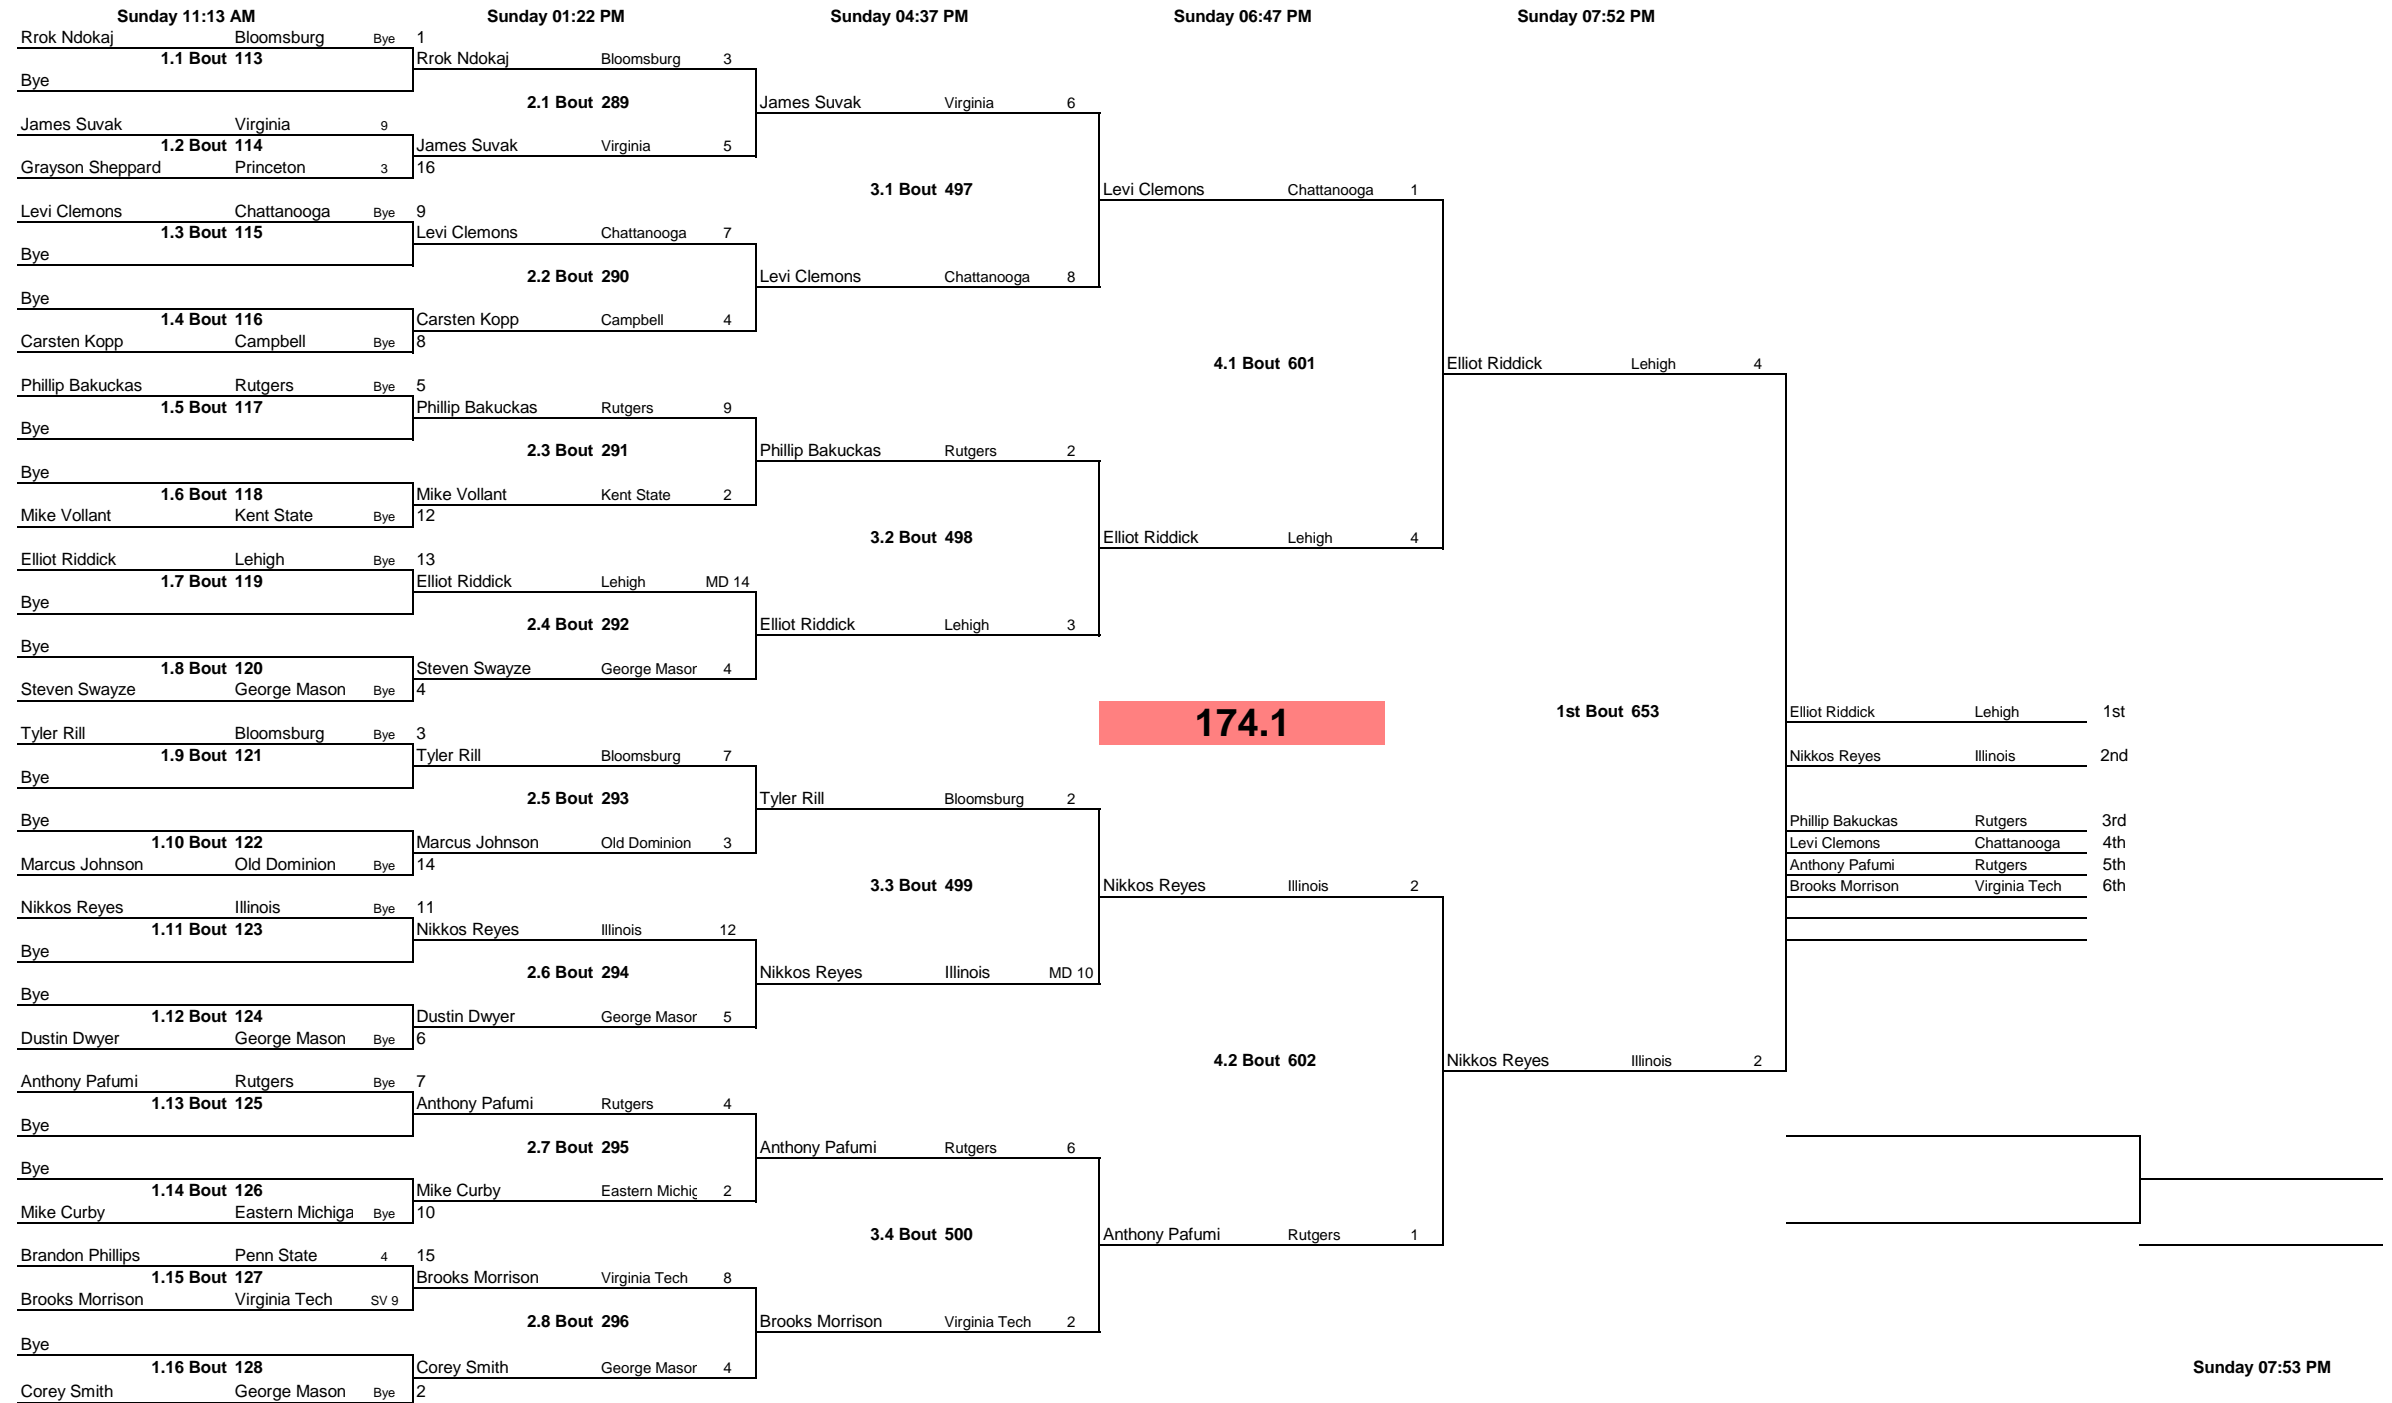 Sunday 11:13 AM Sunday 01:22 PM Sunday 04:37 PM Sunday 06:47 PM Sunday 07:52 PM
Rrok Ndokaj Bloomsburg Bye 1
1.1 Bout 113 Rrok Ndokaj Bloomsburg 3
Bye
2.1 Bout 289 James Suvak Virginia 6
James Suvak Virginia 9
1.2 Bout 114 James Suvak Virginia 5
Grayson Sheppard Princeton 3 16
3.1 Bout 497 Levi Clemons Chattanooga 1
Levi Clemons Chattanooga Bye 9
1.3 Bout 115 Levi Clemons Chattanooga 7
Bye
2.2 Bout 290 Levi Clemons Chattanooga 8
Bye
1.4 Bout 116 Carsten Kopp Campbell 4
Carsten Kopp Campbell Bye 8
4.1 Bout 601 Elliot Riddick Lehigh 4
Phillip Bakuckas Rutgers Bye 5
1.5 Bout 117 Phillip Bakuckas Rutgers 9
Bye
2.3 Bout 291 Phillip Bakuckas Rutgers 2
Bye
1.6 Bout 118 Mike Vollant Kent State 2
Mike Vollant Kent State Bye 12
3.2 Bout 498 Elliot Riddick Lehigh 4
Elliot Riddick Lehigh Bye 13
1.7 Bout 119 Elliot Riddick Lehigh MD 14
Bye
2.4 Bout 292 Elliot Riddick Lehigh 3
Bye
1.8 Bout 120 Steven Swayze George Masor 4
Steven Swayze George Mason Bye 4
174.1 1st Bout 653 Elliot Riddick Lehigh 1st
Tyler Rill Bloomsburg Bye 3
1.9 Bout 121 Tyler Rill Bloomsburg 7 Nikkos Reyes Illinois 2nd
Bye
2.5 Bout 293 Tyler Rill Bloomsburg 2
Bye Phillip Bakuckas Rutgers 3rd
1.10 Bout 122 Marcus Johnson Old Dominion 3 Levi Clemons Chattanooga 4th
Marcus Johnson Old Dominion Bye 14 Anthony Pafumi Rutgers 5th
3.3 Bout 499 Nikkos Reyes Illinois 2 Brooks Morrison Virginia Tech 6th
Nikkos Reyes Illinois Bye 11
1.11 Bout 123 Nikkos Reyes Illinois 12
Bye
2.6 Bout 294 Nikkos Reyes Illinois MD 10
Bye
1.12 Bout 124 Dustin Dwyer George Masor 5
Dustin Dwyer George Mason Bye 6
4.2 Bout 602 Nikkos Reyes Illinois 2
Anthony Pafumi Rutgers Bye 7
1.13 Bout 125 Anthony Pafumi Rutgers 4
Bye
2.7 Bout 295 Anthony Pafumi Rutgers 6
Bye
1.14 Bout 126 Mike Curby Eastern Michig 2
Mike Curby Eastern Michiga Bye 10
3.4 Bout 500 Anthony Pafumi Rutgers 1
Brandon Phillips Penn State 4 15
1.15 Bout 127 Brooks Morrison Virginia Tech 8
Brooks Morrison Virginia Tech SV 9
2.8 Bout 296 Brooks Morrison Virginia Tech 2
Bye
1.16 Bout 128 Corey Smith George Masor 4 Sunday 07:53 PM
Corey Smith George Mason Bye 2